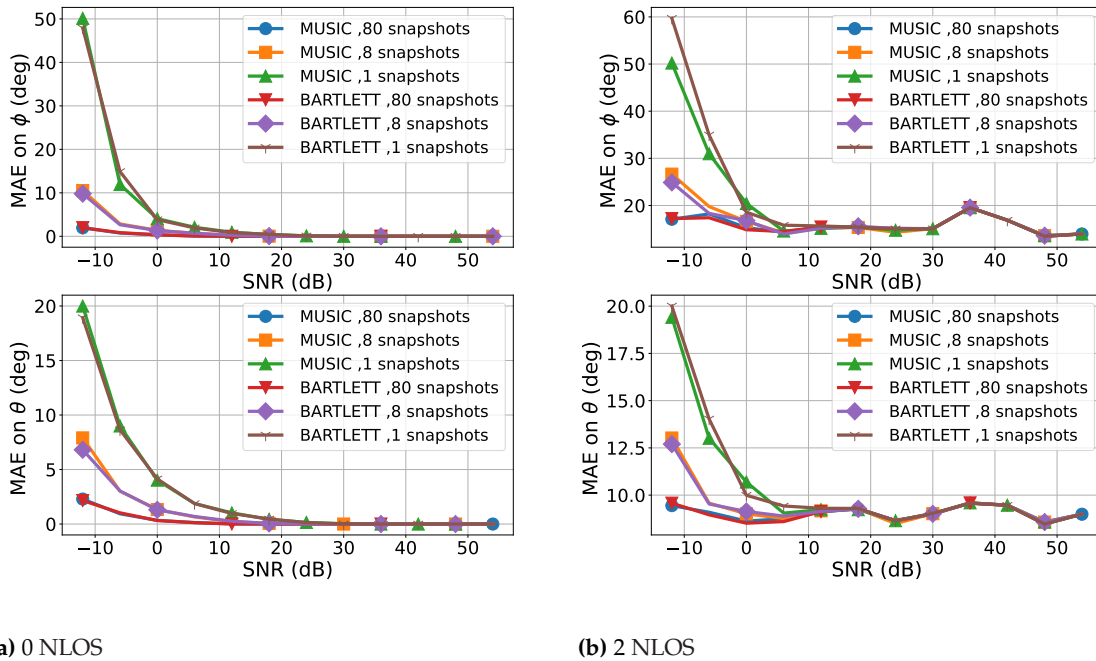 50
40
30
20
10
0
MAE on ϕ (deg)
MUSIC ,80 snapshots
MUSIC ,8 snapshots
MUSIC ,1 snapshots
BARTLETT ,80 snapshots
BARTLETT ,8 snapshots
BARTLETT ,1 snapshots
−10 0 10 20 30 40 50
SNR (dB)
60
50
40
30
20
MAE on ϕ (deg)
MUSIC ,80 snapshots
MUSIC ,8 snapshots
MUSIC ,1 snapshots
BARTLETT ,80 snapshots
BARTLETT ,8 snapshots
BARTLETT ,1 snapshots
−10 0 10 20 30 40 50
SNR (dB)
20
15
10
5
0
MAE on θ (deg)
MUSIC ,80 snapshots
MUSIC ,8 snapshots
MUSIC ,1 snapshots
BARTLETT ,80 snapshots
BARTLETT ,8 snapshots
BARTLETT ,1 snapshots
−10 0 10 20 30 40 50
SNR (dB)
20.0
17.5
15.0
12.5
10.0
MAE on θ (deg)
MUSIC ,80 snapshots
MUSIC ,8 snapshots
MUSIC ,1 snapshots
BARTLETT ,80 snapshots
BARTLETT ,8 snapshots
BARTLETT ,1 snapshots
−10 0 10 20 30 40 50
SNR (dB)
) 0 NLOS
(b) 2 NLOS